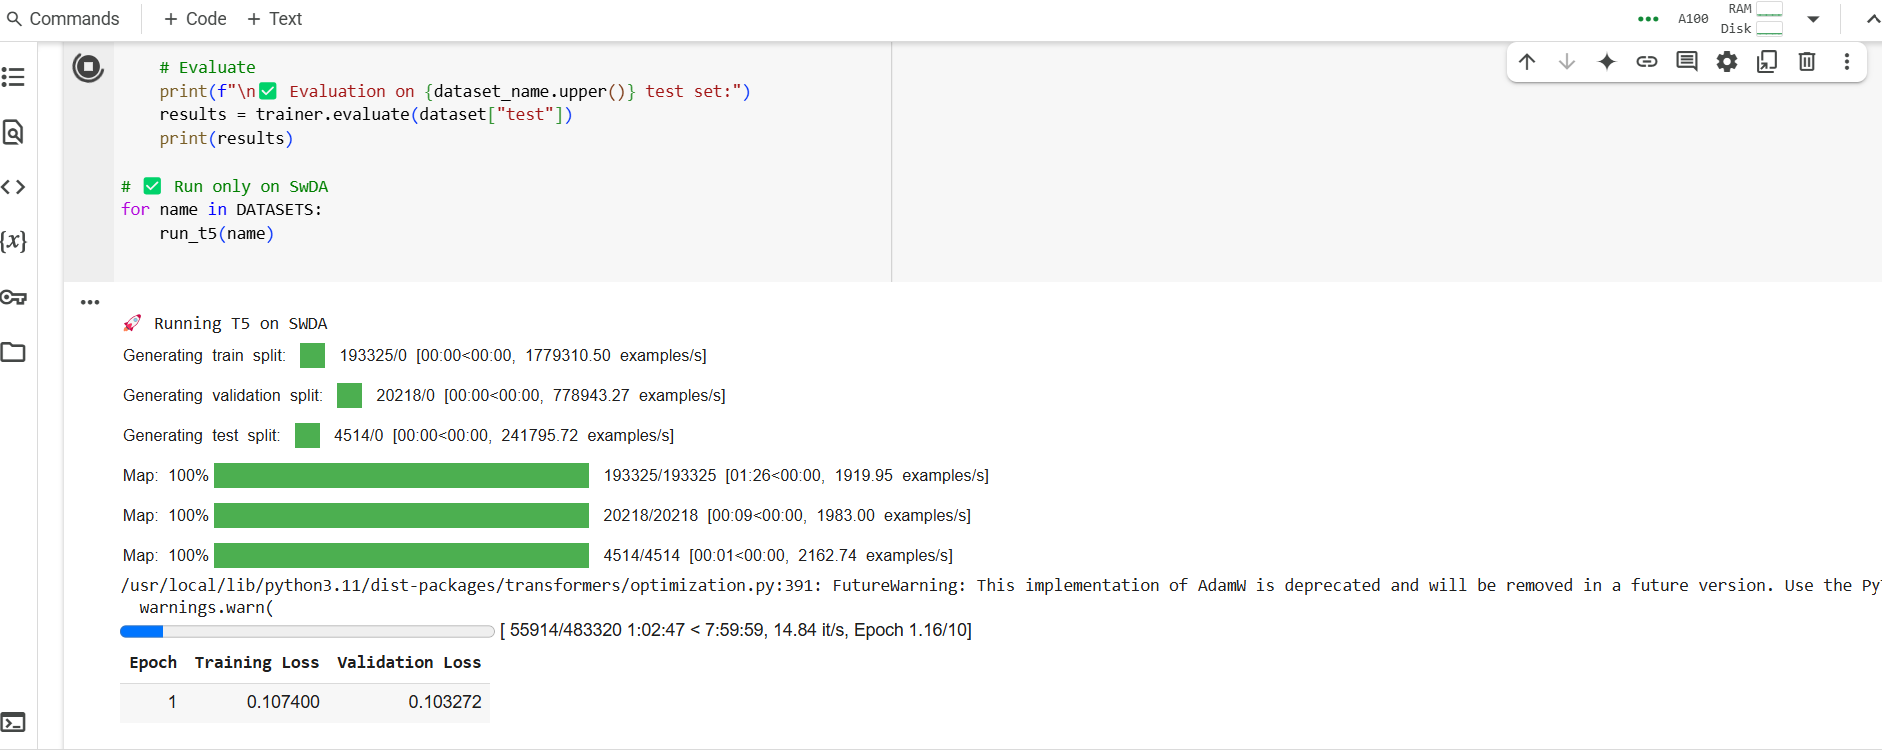 Commands + Code + Text
A100 RAM
Disk
# Evaluate
print(f"\n✅ Evaluation on {dataset_name.upper()} test set:")
results = trainer.evaluate(dataset["test"])
print(results)
# ✅ Run only on SwDA
for name in DATASETS:
run_t5(name)
🚀 Running T5 on SWDA
Generating train split: 193325/0 [00:00<00:00, 1779310.50 examples/s]
Generating validation split: 20218/0 [00:00<00:00, 778943.27 examples/s]
Generating test split: 4514/0 [00:00<00:00, 241795.72 examples/s]
Map: 100% 193325/193325 [01:26<00:00, 1919.95 examples/s]
Map: 100% 20218/20218 [00:09<00:00, 1983.00 examples/s]
Map: 100% 4514/4514 [00:01<00:00, 2162.74 examples/s]
/usr/local/lib/python3.11/dist-packages/transformers/optimization.py:391: FutureWarning: This implementation of AdamW is deprecated and will be removed in a future version. Use the Py
warnings.warn(
[ 55914/483320 1:02:47 < 7:59:59, 14.84 it/s, Epoch 1.16/10]
Epoch Training Loss Validation Loss
1 0.107400 0.103272